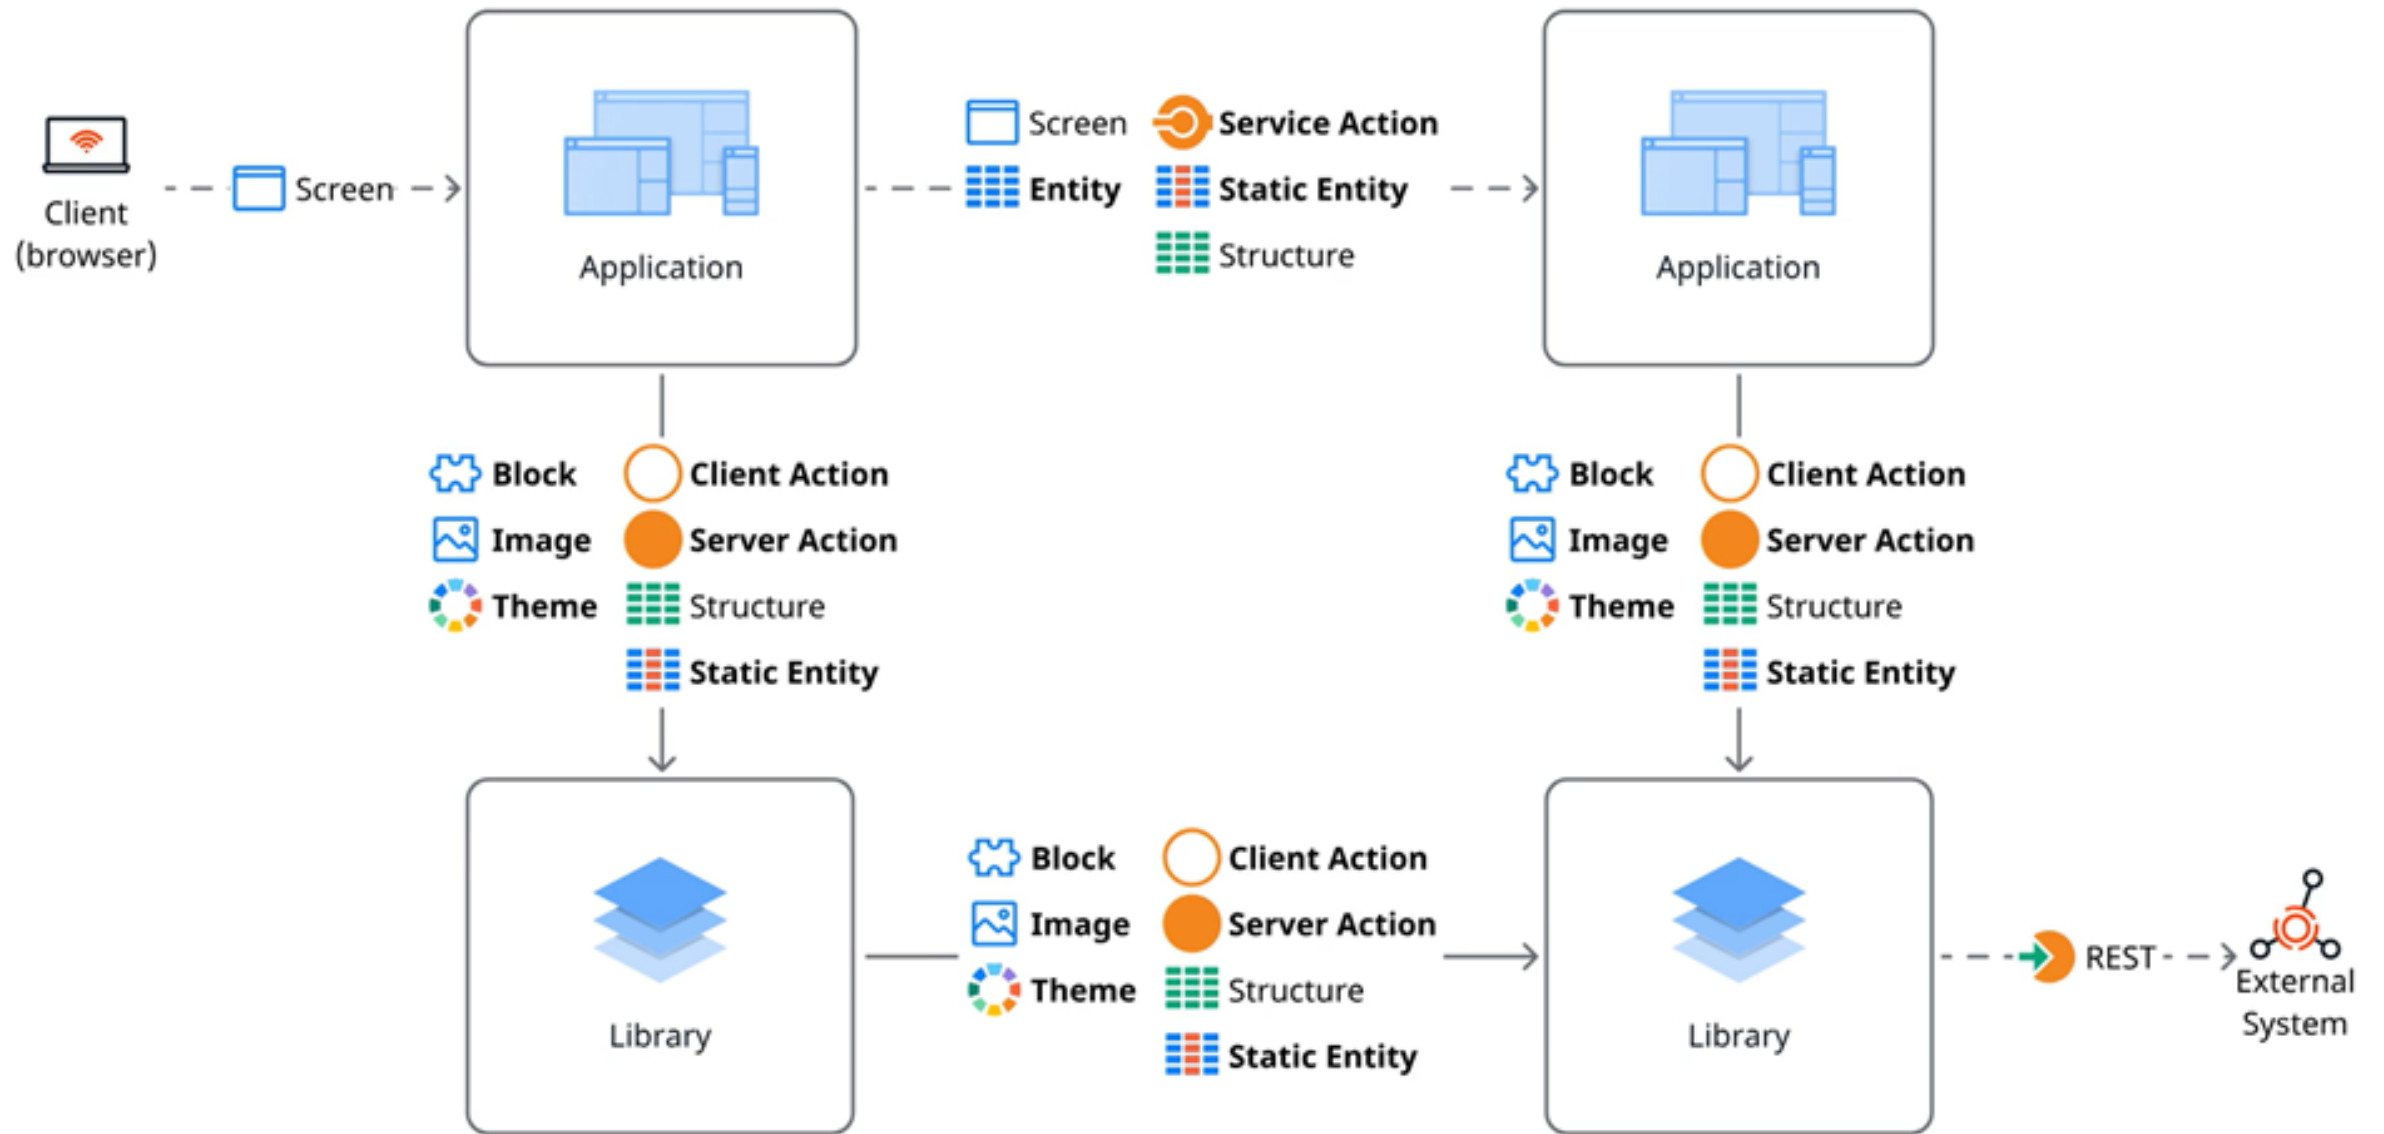 Client
(browser)
Screen
Application
Screen
Service Action
Entity
Static Entity
Structure
Application
Block
Client Action
Image
Server Action
Theme
Structure
Static Entity
Block
Client Action
Image
Server Action
Theme
Structure
Static Entity
Library
Block
Client Action
Image
Server Action
Theme
Structure
Static Entity
Library
REST
External
System